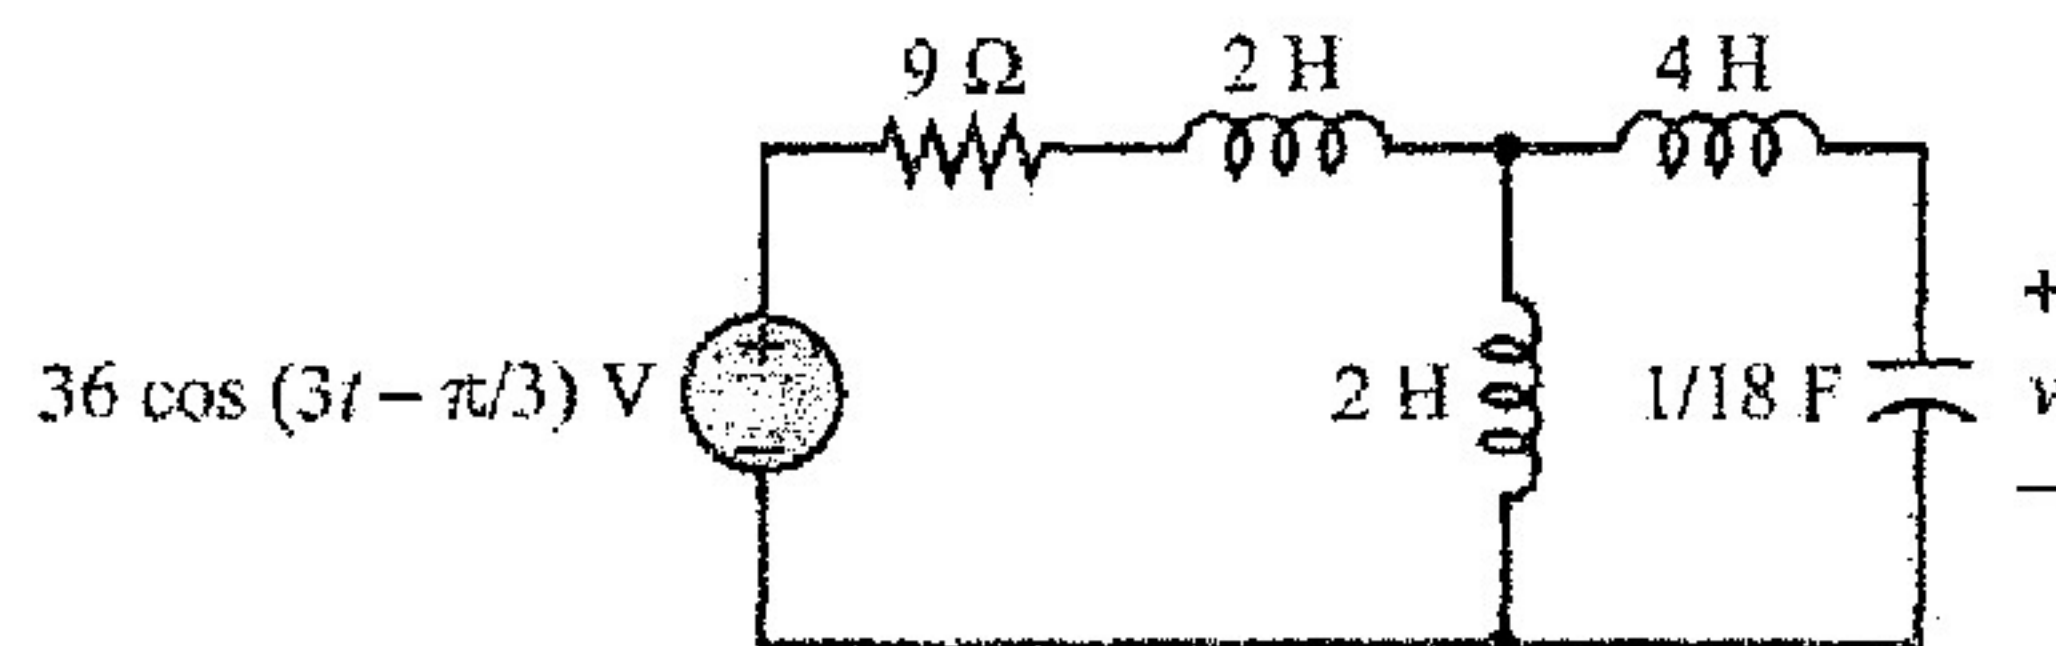 9 Ω
2 H
4 H
+
36 cos (3t – π/3) V
+
–
2 H
1/18 F
v
–